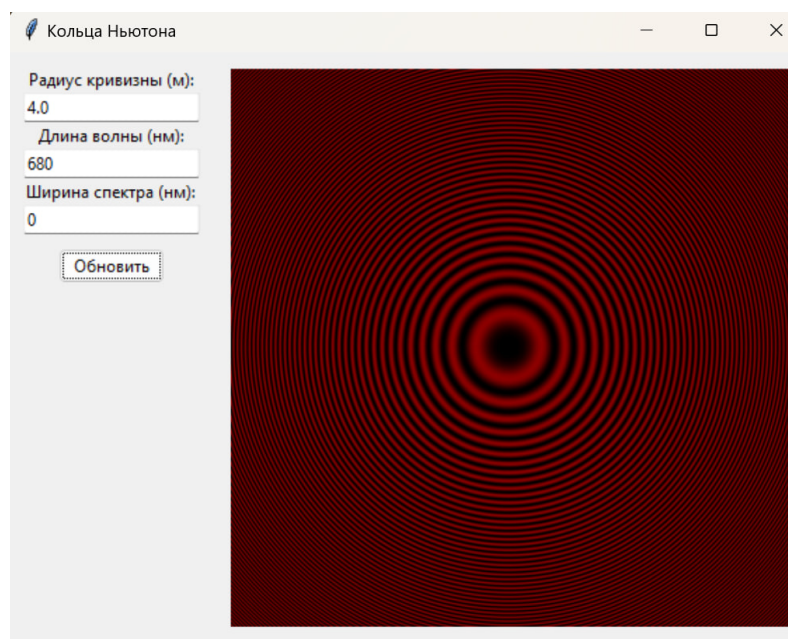 Кольца Ньютона
Радиус кривизны (м):
4.0
Длина волны (нм):
680
Ширина спектра (нм):
0
Обновить